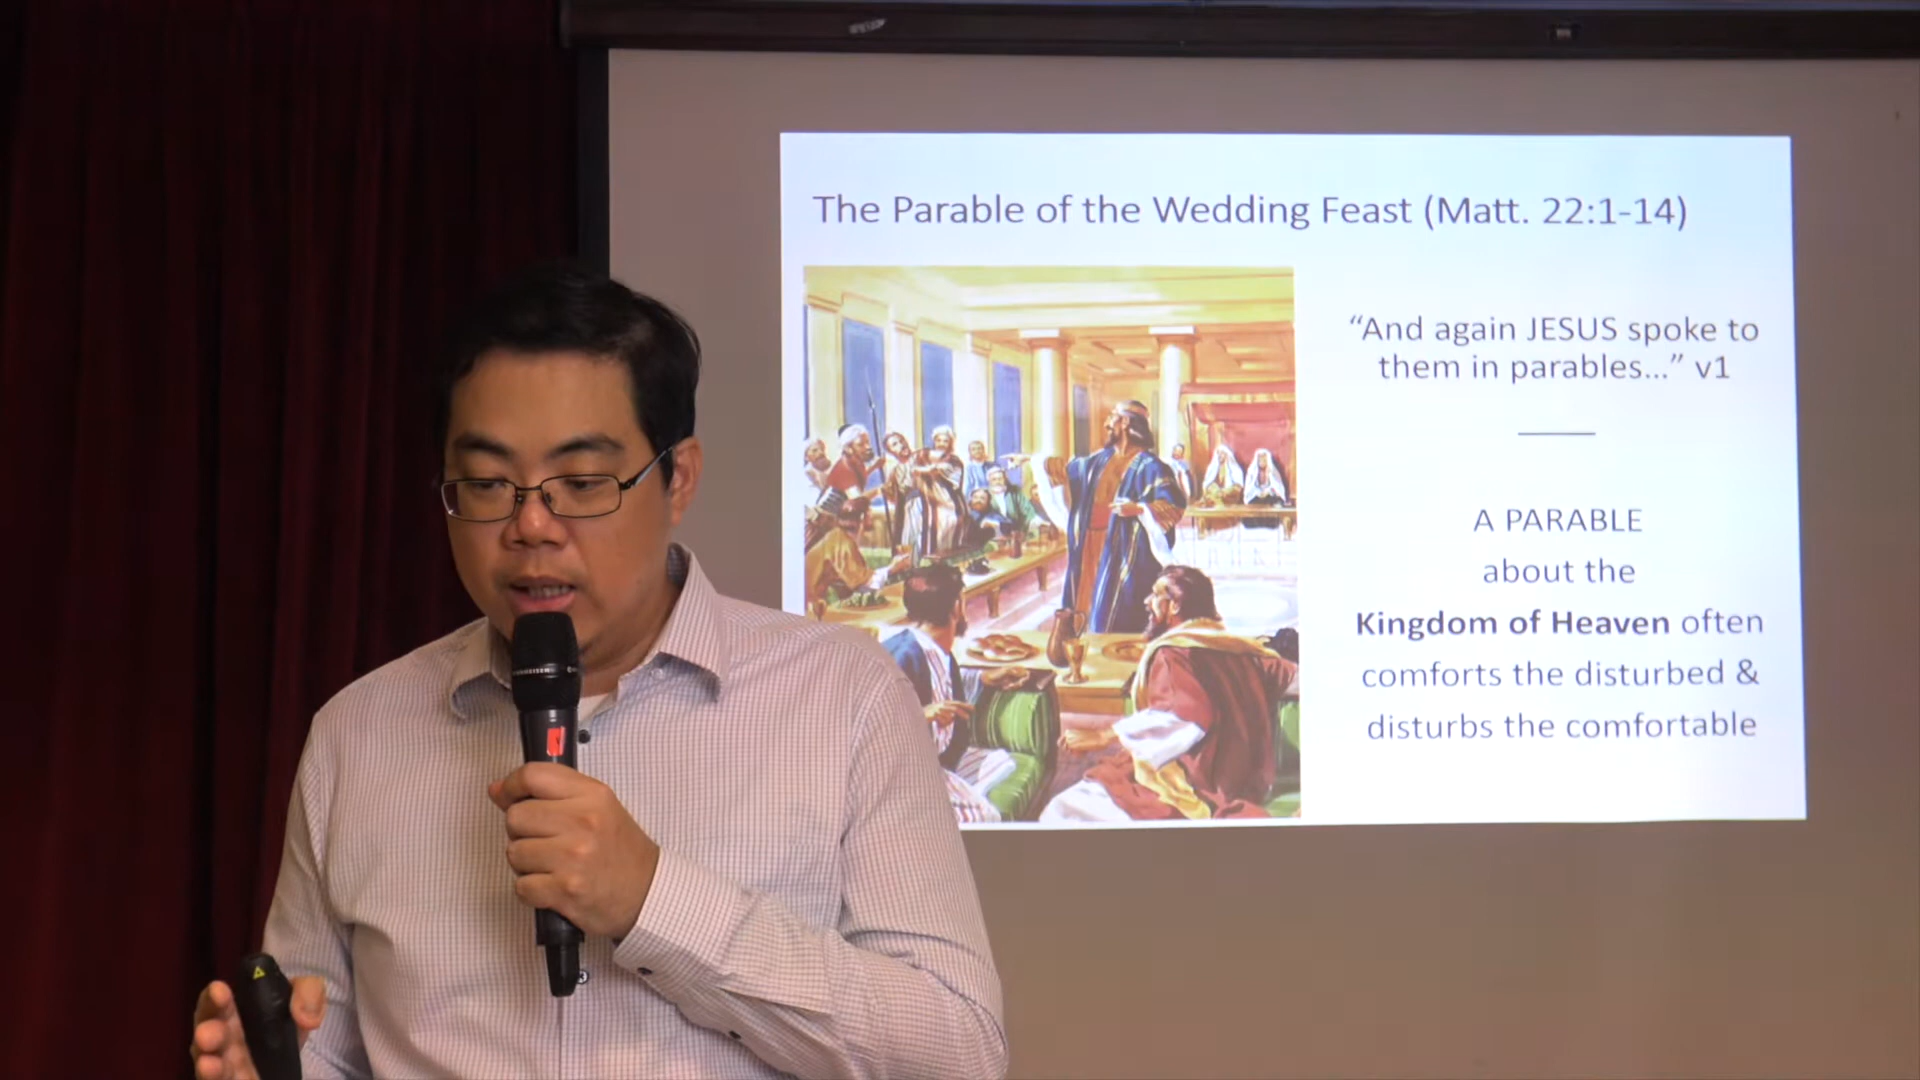 The Parable of the Wedding Feast (Matt. 22:1-14)
“And again JESUS spoke to
them in parables...” v1
A PARABLE
about the
Kingdom of Heaven often
comforts the disturbed &
disturbs the comfortable